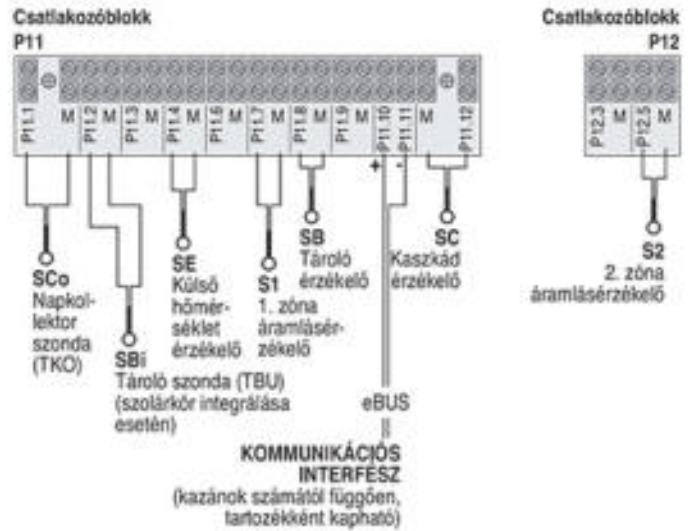 Csatlakozóblokk
P11
Csatlakozóblokk
P12
P11.1
M
P11.2
M
P11.3
M
P11.4
M
P11.6
M
P11.7
M
P11.8
M
P11.9
M
P11.10
P11.11
M
P11.12
P12.3
M
P12.5
M
+
-
SCo
Napkol-
lektor
szonda
(TKO)
SBi
Tároló szonda (TBU)
(szolárkör integrálása
esetén)
SE
Külső
hőmér-
séklet
érzékelő
S1
1. zóna
áramlásér-
zékelő
SB
Tároló
érzékelő
SC
Kaszkád
érzékelő
S2
2. zóna
áramlásérzékelő
eBUS
KOMMUNIKÁCIÓS
INTERFÉSZ
(kazánok számától függően,
tartozékként kapható)